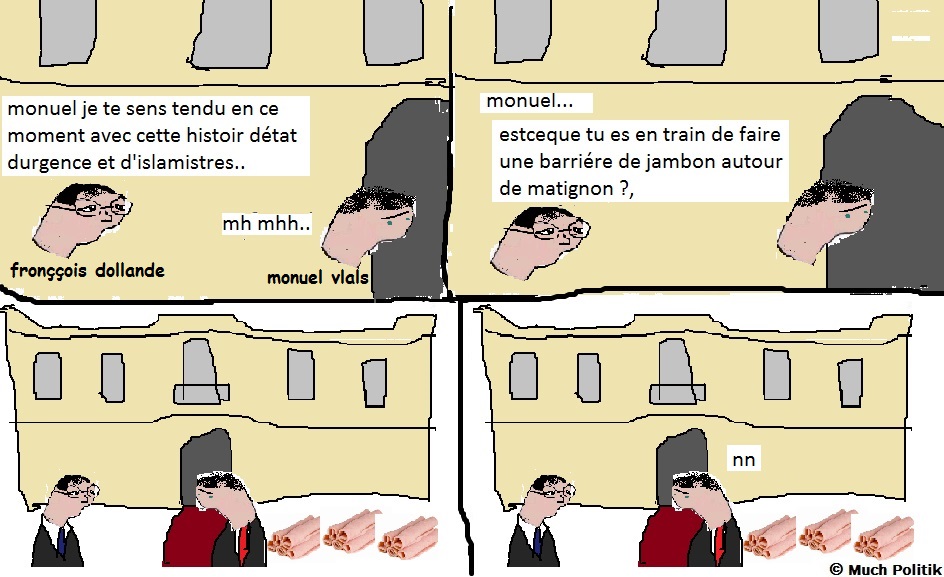 monuel je te sens tendu en ce
moment avec cette histoir détat
durgence et d'islamistres..
mh mhh..
fronççois dollande
monuel vlals
monuel...
estceque tu es en train de faire
une barriére de jambon autour
de matignon ?,
nn
© Much Politik